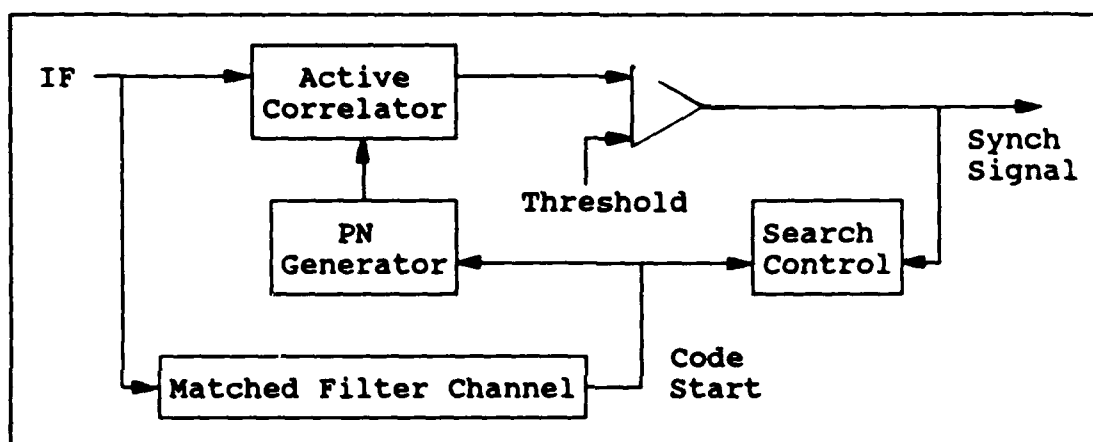 IF
Active
Correlator
Synch
Signal
Threshold
PN
Generator
Search
Control
Code
Start
Matched Filter Channel